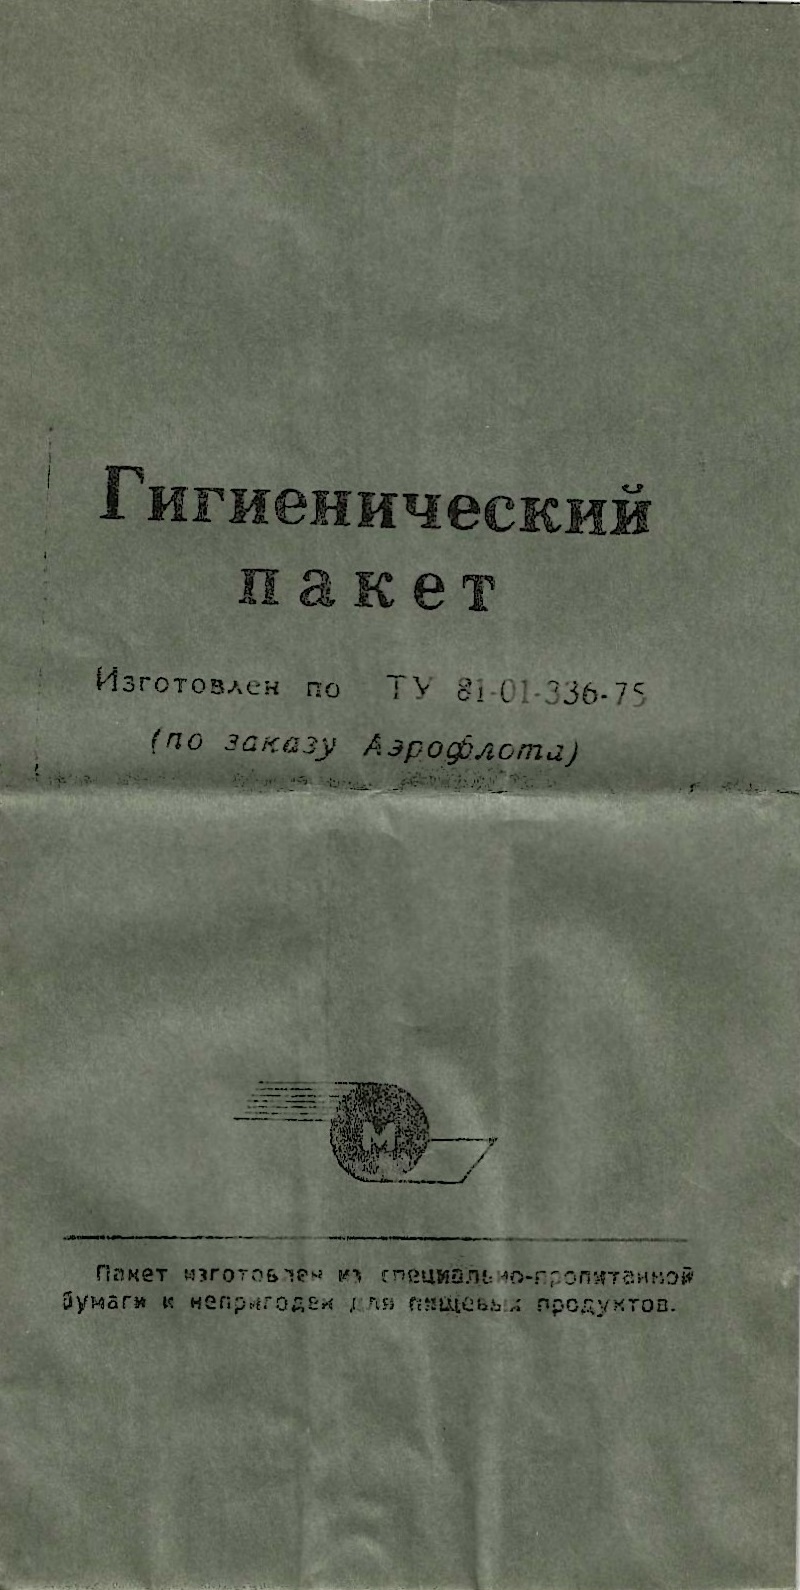 Гигиенический
пакет
Изготовлен по ТУ 81-01-336-75
(по заказу Аэрофлота)
М
Пакет изготовлен из специально-пропитанной
бумаги и непригоден для пищевых продуктов.